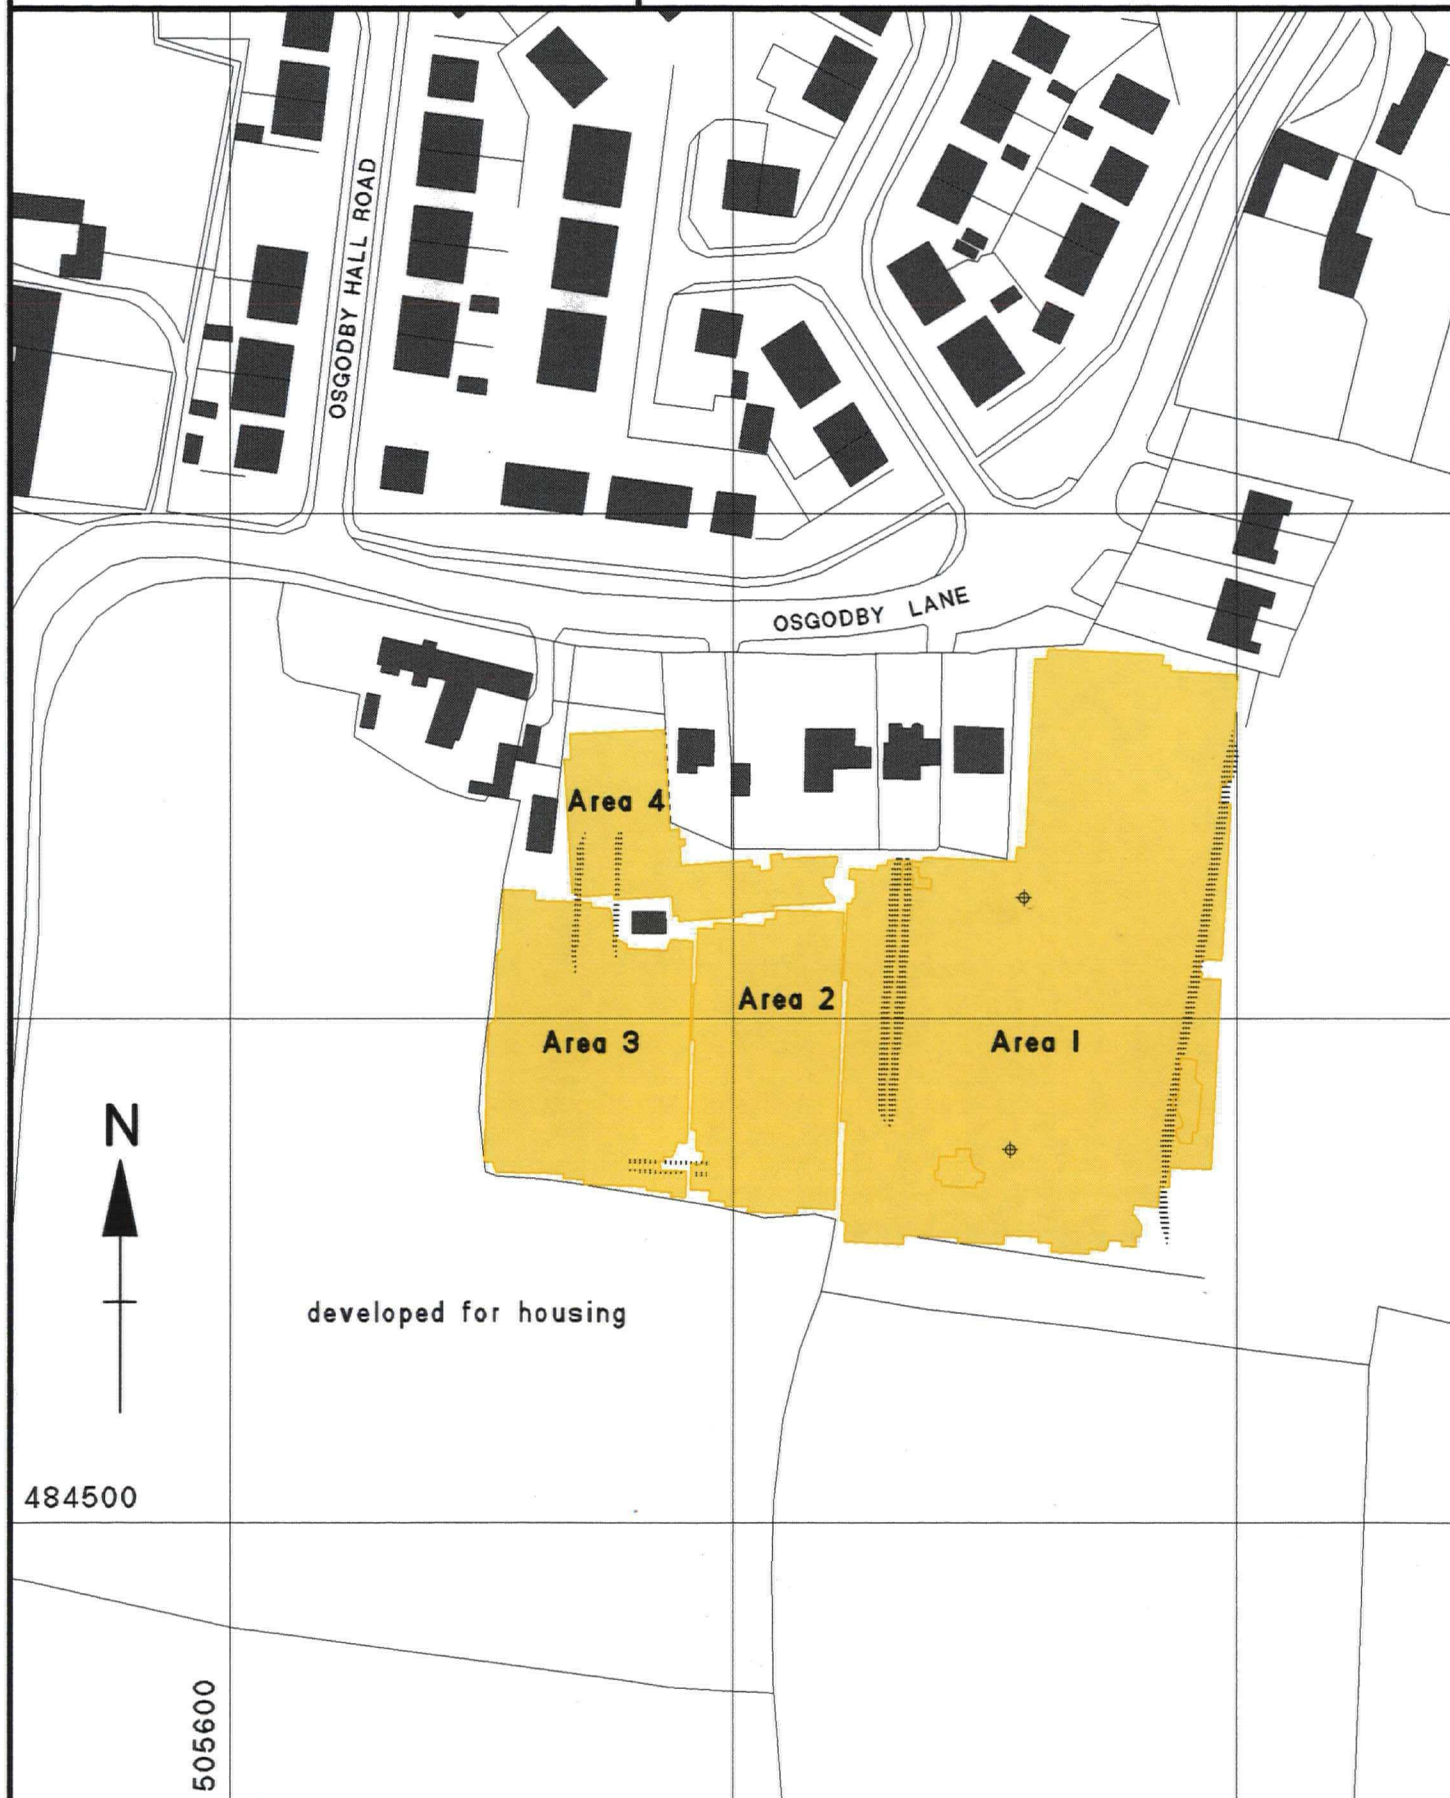 OSGODBY HALL ROAD
OSGODBY LANE
Area 4
Area 2
Area 3
Area 1
N
developed for housing
484500
505600